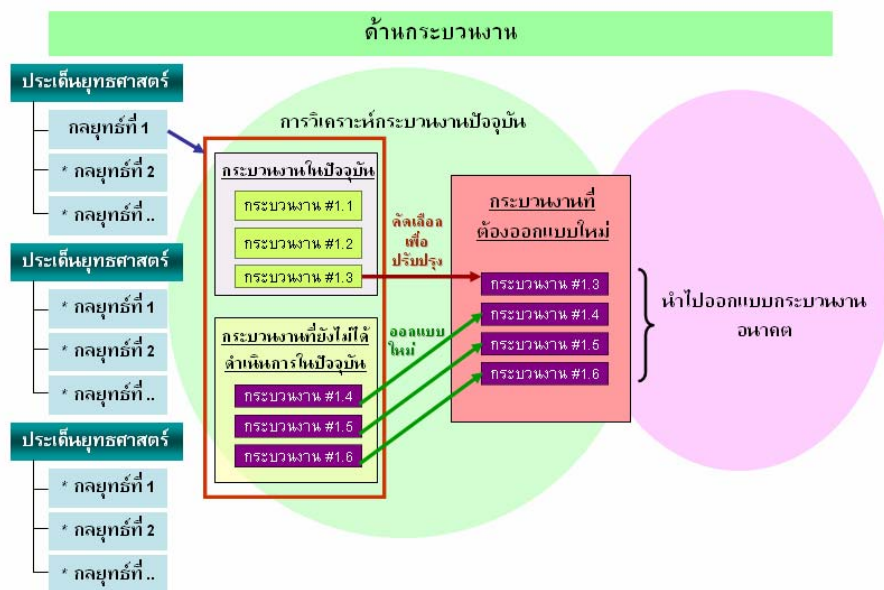 ด้านกระบวนงาน
ประเด็นยุทธศาสตร์
กลยุทธ์ที่ 1
* กลยุทธ์ที่ 2
* กลยุทธ์ที่ ..
ประเด็นยุทธศาสตร์
* กลยุทธ์ที่ 1
* กลยุทธ์ที่ 2
* กลยุทธ์ที่ ..
ประเด็นยุทธศาสตร์
* กลยุทธ์ที่ 1
* กลยุทธ์ที่ 2
* กลยุทธ์ที่ ..
การวิเคราะห์กระบวนงานปัจจุบัน
กระบวนงานในปัจจุบัน
กระบวนงาน #1.1
กระบวนงาน #1.2
กระบวนงาน #1.3
กระบวนงานที่ยังไม่ได้
ดำเนินการในปัจจุบัน
กระบวนงาน #1.4
กระบวนงาน #1.5
กระบวนงาน #1.6
คัดเลือก
เพื่อ
ปรับปรุง
ออกแบบ
ใหม่
กระบวนงานที่
ต้องออกแบบใหม่
กระบวนงาน #1.3
กระบวนงาน #1.4
กระบวนงาน #1.5
กระบวนงาน #1.6
นำไปออกแบบกระบวนงาน
อนาคต